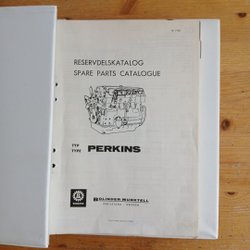 RESERVDELSKATALOG
SPARE PARTS CATALOGUE
TYP
TYPE
PERKINS
BOLINDER-MUNKTELL